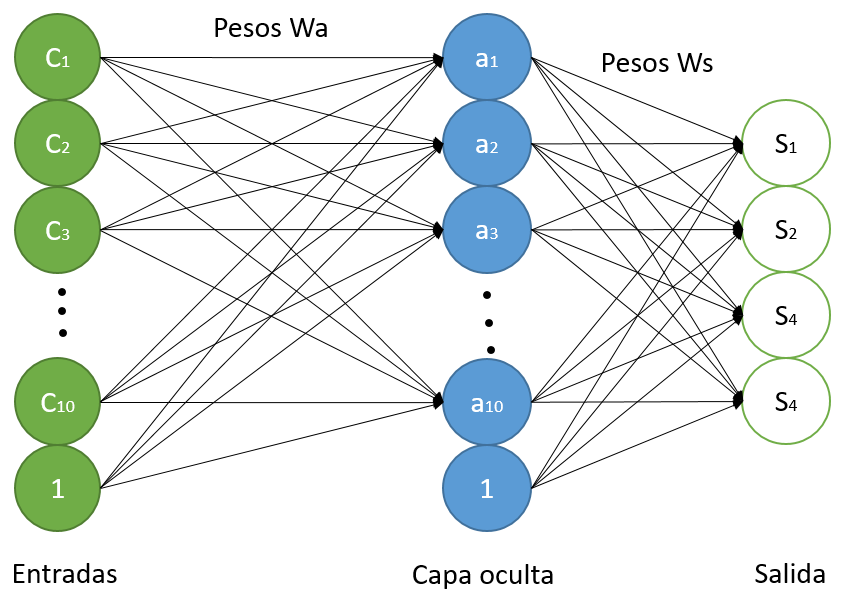 Pesos Wa
Pesos Ws
C1
C2
C3
C10
1
a1
a2
a3
a10
1
S1
S2
S4
S4
Entradas
Capa oculta
Salida